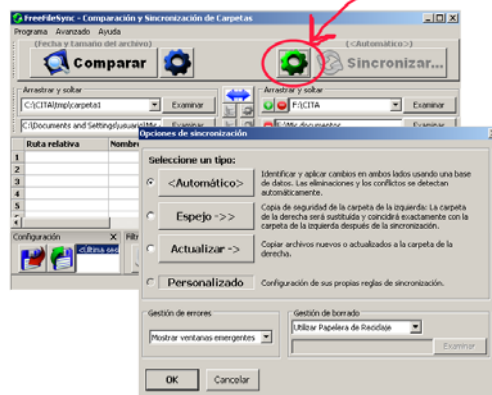 FreeFileSync - Comparación y Sincronización de Carpetas
Programa Avanzado Ayuda
(Fecha y tamaño del archivo)
(<Automático>)
Comparar
Sincronizar...
Arrastrar y soltar
Arrastrar y soltar
C:\CITA\tmp\carpeta1
Examinar
F:\CITA
Examinar
C:\Documents and Settings\usuario\Mis
Examinar
Opciones de sincronización
Ruta relativa
1
2
3
4
5
Seleccione un tipo:
<Automático>
Identificar y aplicar cambios en ambos lados usando una base
de datos. Las eliminaciones y los conflictos se detectan
automáticamente.
Espejo ->>
Copia de seguridad de la carpeta de la izquierda: La carpeta
de la derecha será sustituida y coincidirá exactamente con la
carpeta de la izquierda después de la sincronización.
Actualizar ->
Copiar archivos nuevos o actualizados a la carpeta de la
derecha.
Personalizado
Configuración de sus propias reglas de sincronización.
Configuración
X
Gestión de errores
Mostrar ventanas emergentes
Gestión de borrado
Utilizar Papelera de Reciclaje
Examinar
OK
Cancelar